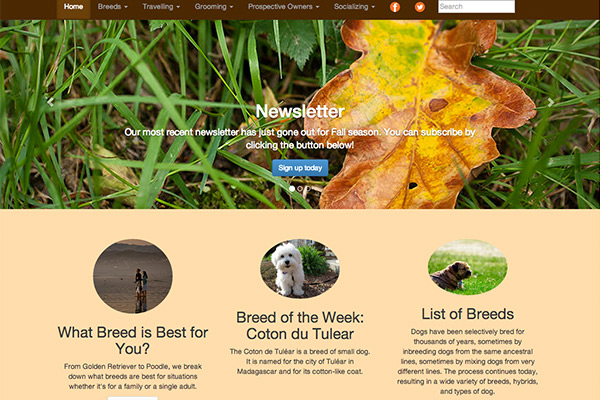 Home Breeds Travelling Grooming Prospective Owners Socializing Search
Newsletter
Our most recent newsletter has just gone out for Fall season. You can subscribe by
clicking the button below!
Sign up today
What Breed is Best for
You?
From Golden Retriever to Poodle, we break
down what breeds are best for situations
whether it's for a family or a single adult.
Breed of the Week:
Coton du Tulear
The Coton de Tuléar is a breed of small dog.
It is named for the city of Tuléar in
Madagascar and for its cotton-like coat.
List of Breeds
Dogs have been selectively bred for
thousands of years, sometimes by
inbreeding dogs from the same ancestral
lines, sometimes by mixing dogs from very
different lines. The process continues today,
resulting in a wide variety of breeds, hybrids,
and types of dog.